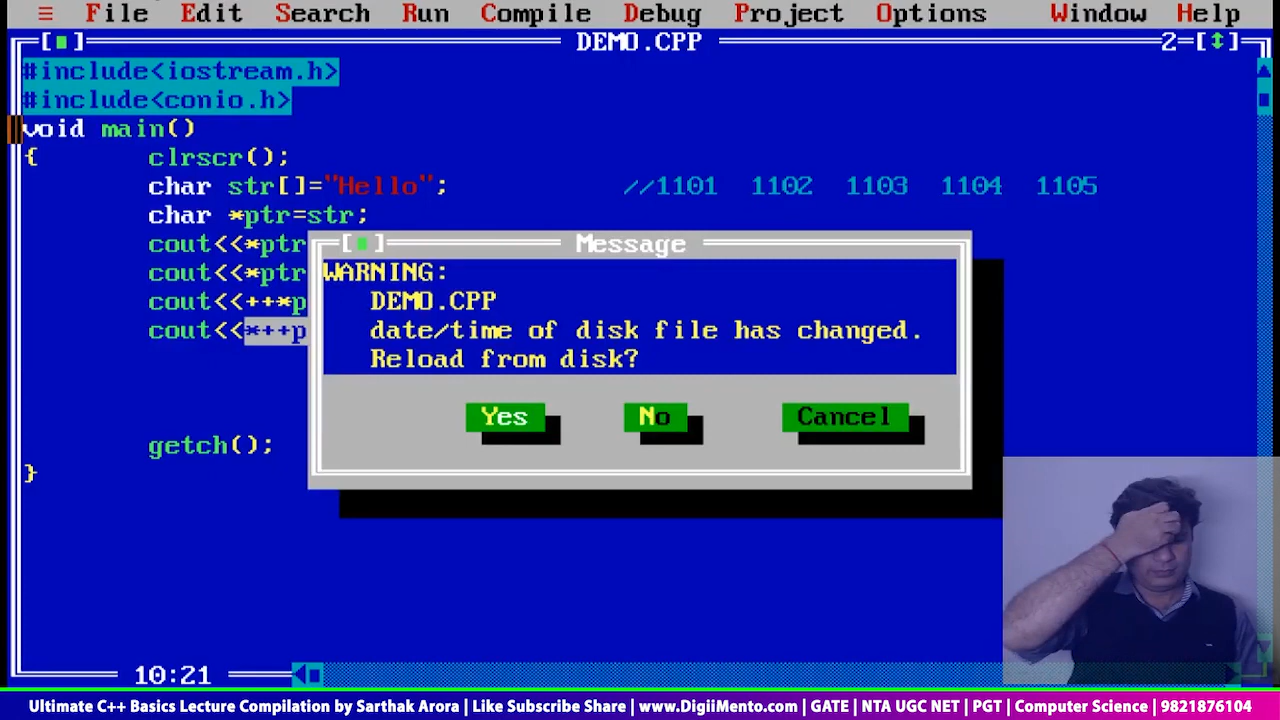 ≡ File Edit Search Run Compile Debug Project Options Window Help
DEMO.CPP 2
#include<iostream.h>
#include<conio.h>
void main()
{ clrscr();
char str[]="Hello"; //1101 1102 1103 1104 1105
char *ptr=str;
cout<<*ptr
cout<<*ptr
cout<<++*p
cout<<*++p
getch();
}
Message
WARNING:
DEMO.CPP
date/time of disk file has changed.
Reload from disk?
Yes No Cancel
10:21
Ultimate C++ Basics Lecture Compilation by Sarthak Arora | Like Subscribe Share | www.DigiiMento.com | GATE | NTA UGC NET | PGT | Computer Science | 9821876104